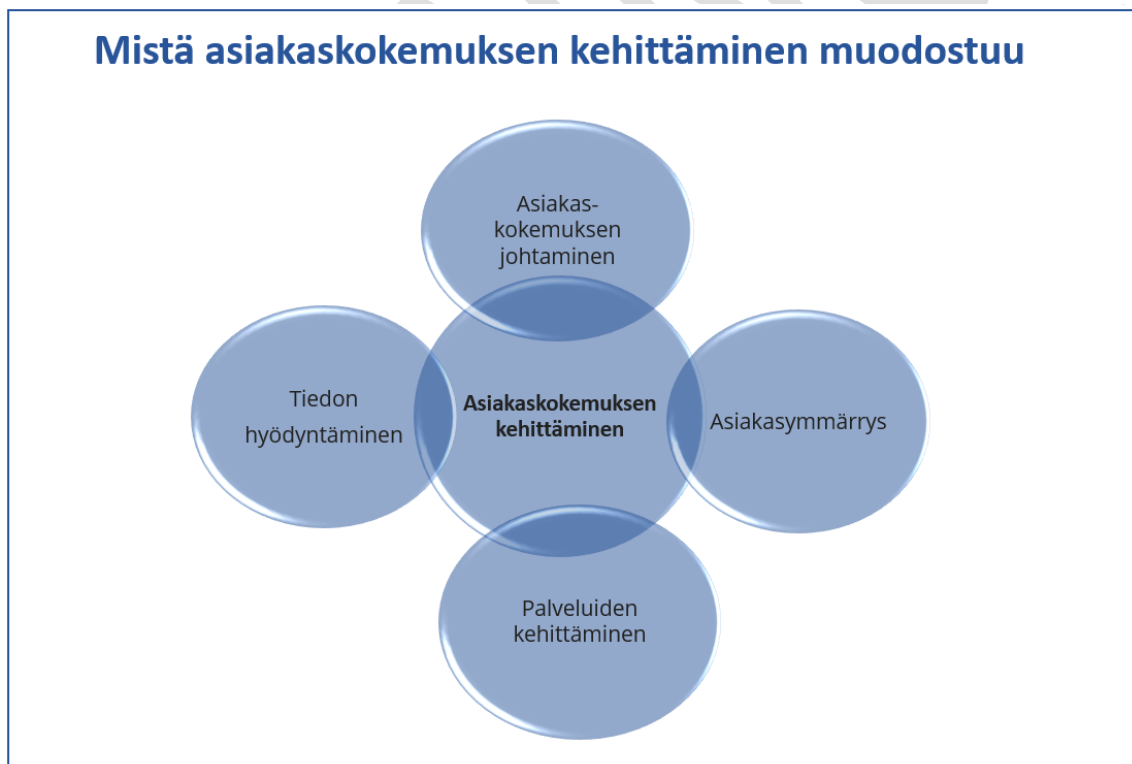 Mistä asiakaskokemuksen kehittäminen muodostuu
Asiakas-
kokemuksen
johtaminen
Tiedon
hyödyntäminen
Asiakaskokemuksen
kehittäminen
Asiakasymmärrys
Palveluiden
kehittäminen